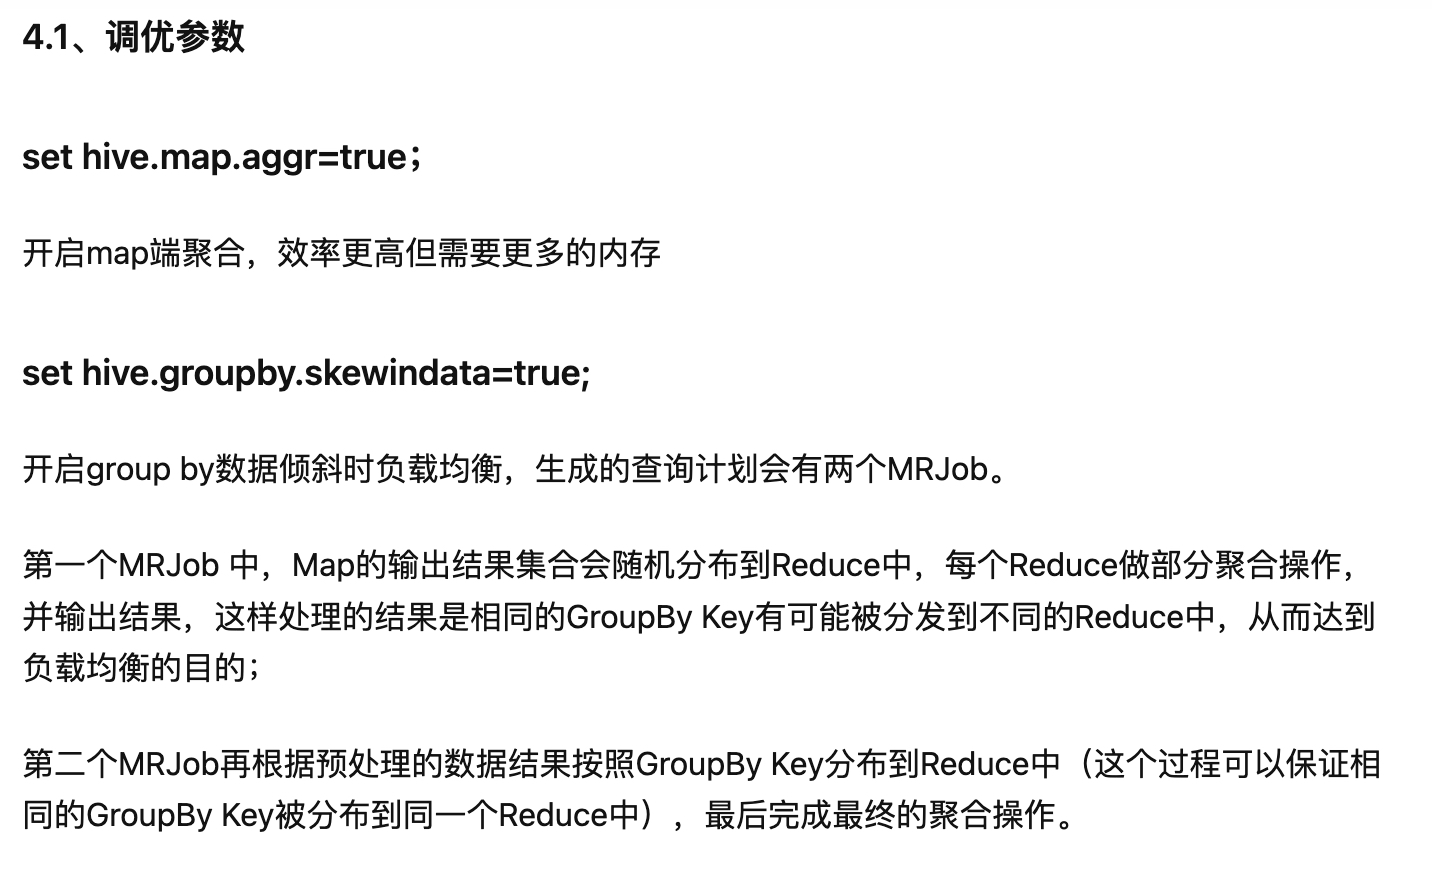 4.1、调优参数
set hive.map.aggr=true；
开启map端聚合，效率更高但需要更多的内存
set hive.groupby.skewindata=true;
开启group by数据倾斜时负载均衡，生成的查询计划会有两个MRJob。
第一个MRJob 中，Map的输出结果集合会随机分布到Reduce中，每个Reduce做部分聚合操作，
并输出结果，这样处理的结果是相同的GroupBy Key有可能被分发到不同的Reduce中，从而达到
负载均衡的目的；
第二个MRJob再根据预处理的数据结果按照GroupBy Key分布到Reduce中（这个过程可以保证相
同的GroupBy Key被分布到同一个Reduce中），最后完成最终的聚合操作。